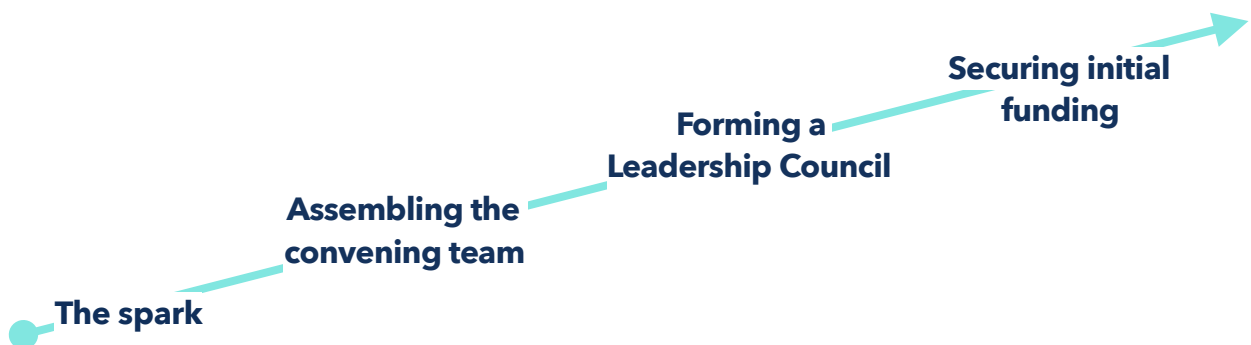 The spark
Assembling the
convening team
Forming a
Leadership Council
Securing initial
funding